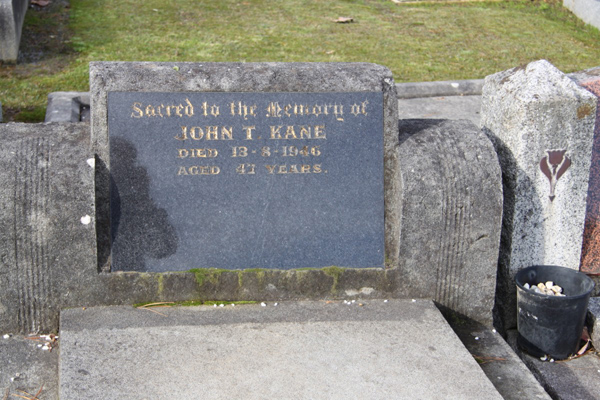 Sacred to the Memory of
JOHN T. KANE
DIED 13-8-1946
AGED 47 YEARS.